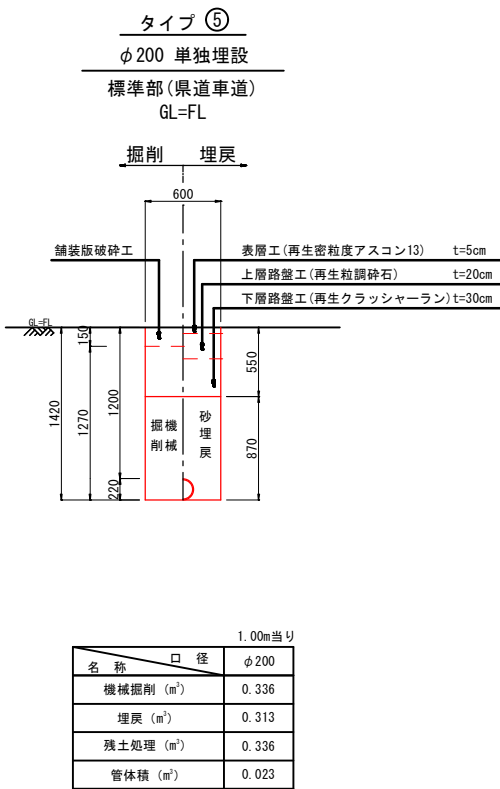 タイプ ⑤
φ200 単独埋設
標準部(県道車道)
GL=FL
掘削 埋戻
600
舗装版破砕工
表層工(再生密粒度アスコン13) t=5cm
上層路盤工(再生粒調砕石) t=20cm
下層路盤工(再生クラッシャーラン)t=30cm
GL=FL
150
1420
1270
1200
220
550
870
機械掘削
砂埋戻
1.00m当り
名 称 口 径 φ200
機械掘削 (m³) 0.336
埋戻 (m³) 0.313
残土処理 (m³) 0.336
管体積 (m³) 0.023